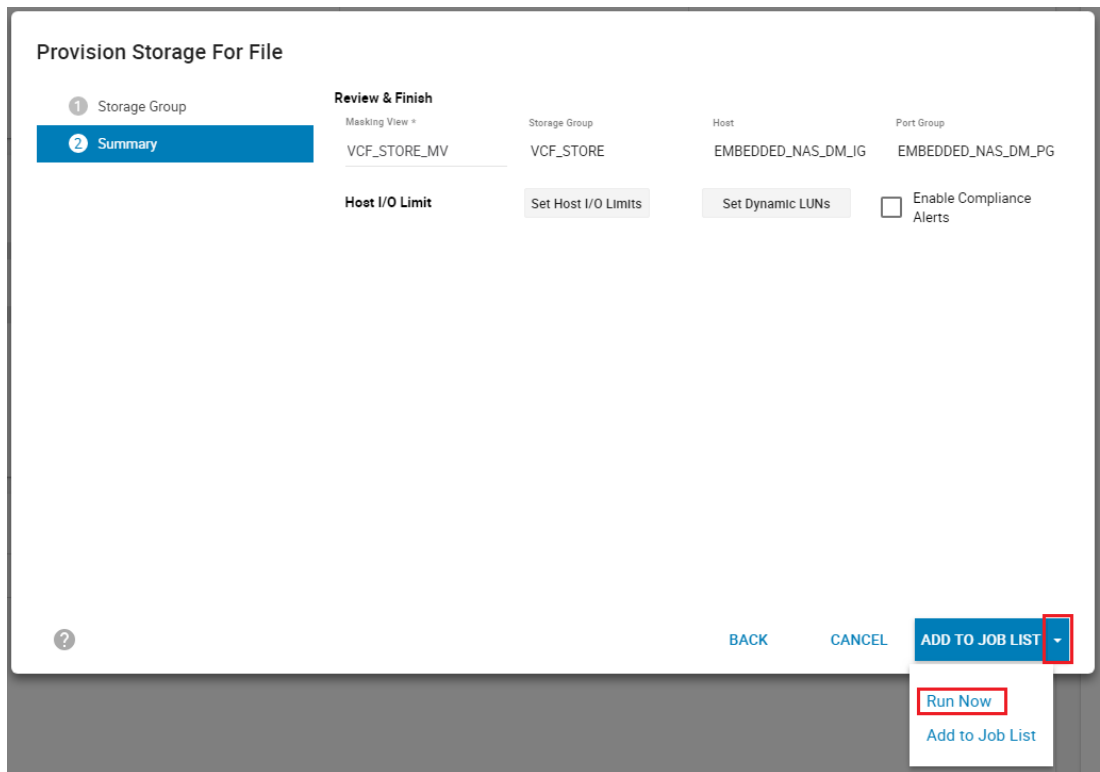 Provision Storage For File
1 Storage Group
2 Summary
Review & Finish
Masking View * Storage Group Host Port Group
VCF_STORE_MV VCF_STORE EMBEDDED_NAS_DM_IG EMBEDDED_NAS_DM_PG
Host I/O Limit Set Host I/O Limits Set Dynamic LUNs Enable Compliance
Alerts
? BACK CANCEL ADD TO JOB LIST
Run Now
Add to Job List